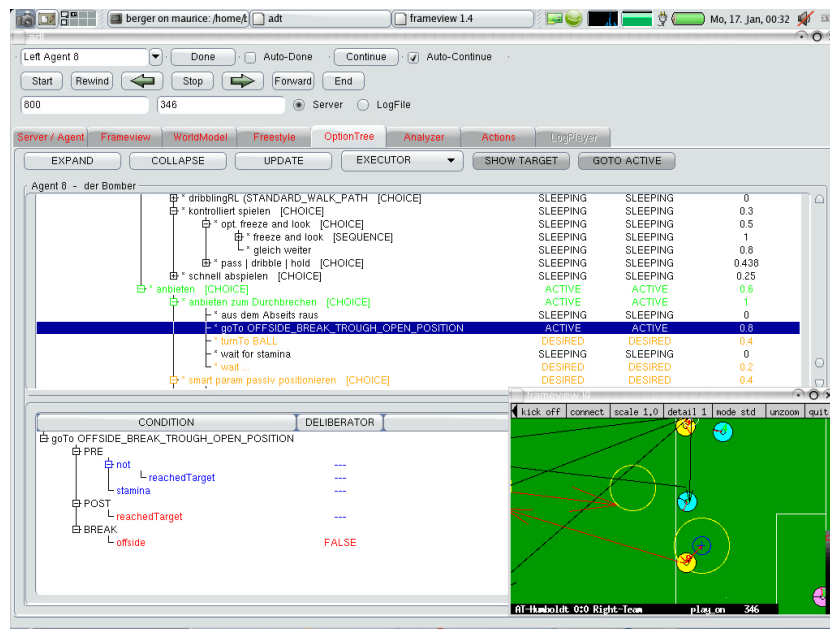 berger on maurice: /home/t adt frameview 1.4 Mo, 17. Jan, 00:32
adt
Left Agent 8 Done Auto-Done Continue Auto-Continue
Start Rewind Stop Forward End
800 346 Server LogFile
Server / Agent Frameview WorldModel Freestyle OptionTree Analyzer Actions LogPlayer
EXPAND COLLAPSE UPDATE EXECUTOR SHOW TARGET GOTO ACTIVE
Agent 8 - der Bomber
* dribblingRL (STANDARD_WALK_PATH [CHOICE] SLEEPING SLEEPING 0
* kontrolliert spielen [CHOICE] SLEEPING SLEEPING 0.3
* opt. freeze and look [CHOICE] SLEEPING SLEEPING 0.5
* freeze and look [SEQUENCE] SLEEPING SLEEPING 1
* gleich weiter SLEEPING SLEEPING 0.8
* pass | dribble | hold [CHOICE] SLEEPING SLEEPING 0.438
* schnell abspielen [CHOICE] SLEEPING SLEEPING 0.25
* anbieten [CHOICE] ACTIVE ACTIVE 0.6
* anbieten zum Durchbrechen [CHOICE] ACTIVE ACTIVE 1
* aus dem Abseits raus SLEEPING SLEEPING 0
* goTo OFFSIDE_BREAK_TROUGH_OPEN_POSITION ACTIVE ACTIVE 0.8
* turnTo BALL DESIRED DESIRED 0.4
* wait for stamina SLEEPING SLEEPING 0
* wait ... DESIRED DESIRED 0.2
* smart param passiv positionieren [CHOICE] DESIRED DESIRED 0.4
frameview 1.4
kick off connect scale 1,0 detail 1 mode std unzoom quit
CONDITION DELIBERATOR
goTo OFFSIDE_BREAK_TROUGH_OPEN_POSITION
PRE
not ---
reachedTarget ---
stamina ---
POST
reachedTarget ---
BREAK
offside FALSE
AT-Humboldt 0:0 Right-Team play_on 346